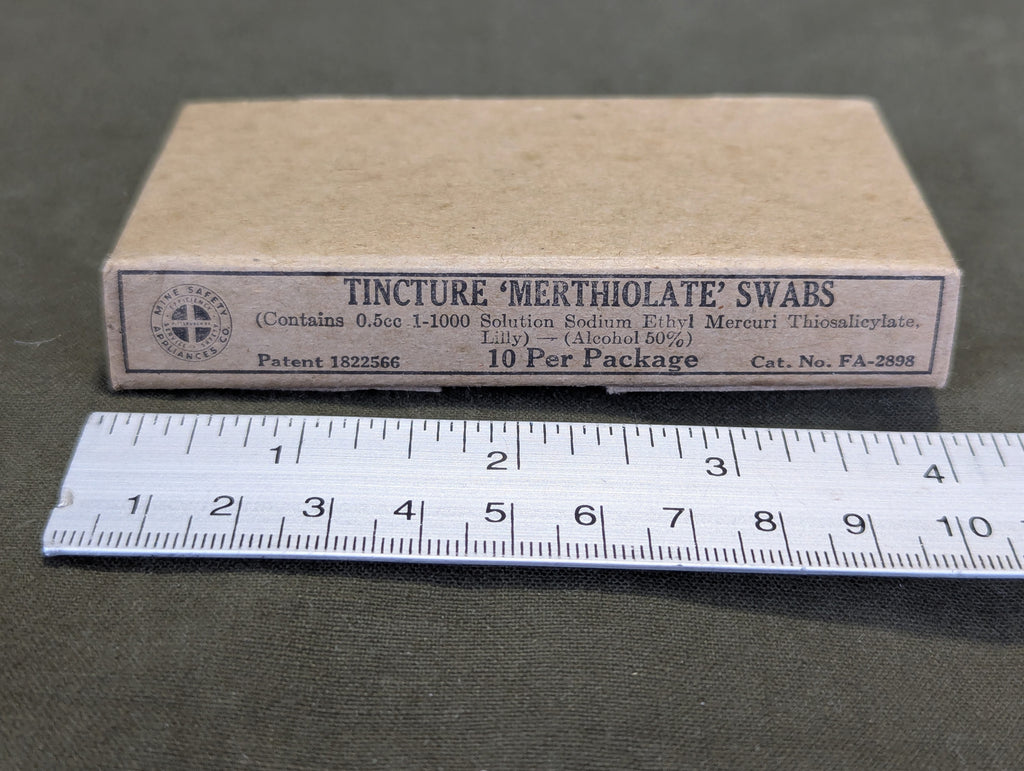 MINE SAFETY
APPLIANCES CO.
TINCTURE ‘MERTHIOLATE’ SWABS
(Contains 0.5cc 1-1000 Solution Sodium Ethyl Mercuri Thiosalicylate,
Lilly) — (Alcohol 50%)
Patent 1822566 10 Per Package Cat. No. FA-2898
1 2 3 4
1 2 3 4 5 6 7 8 9 10